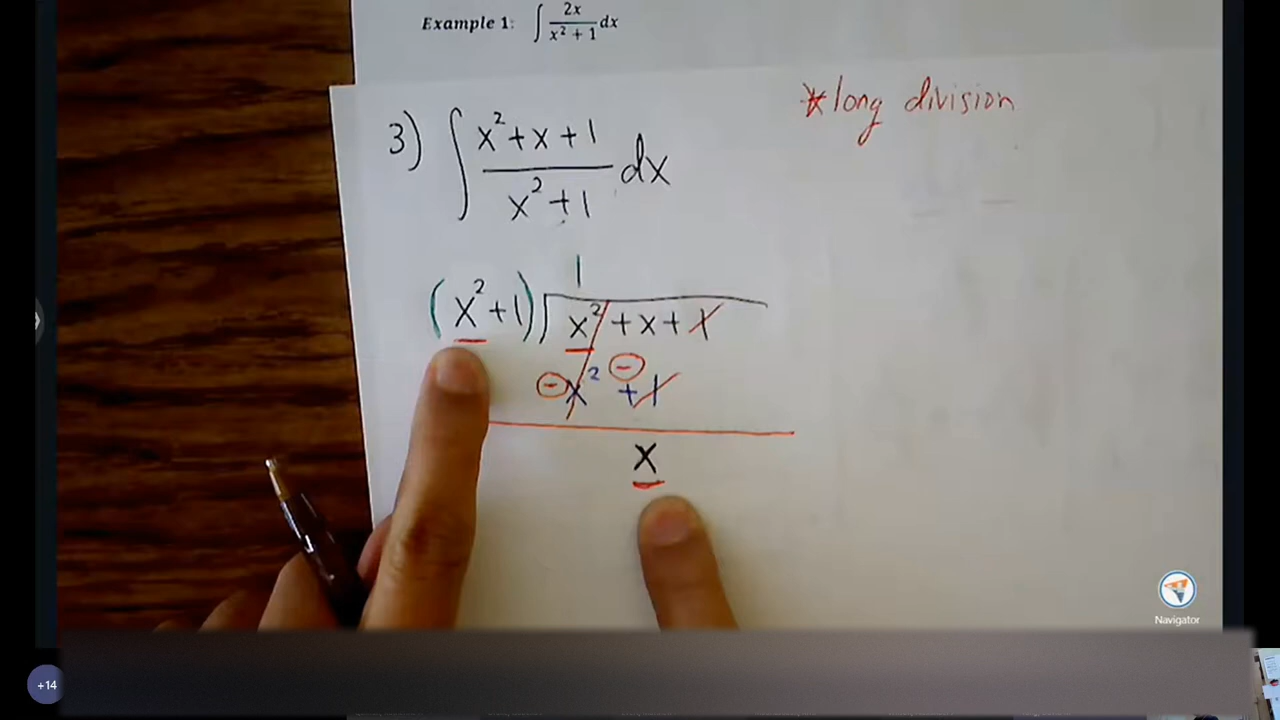 Example 1: ∫ 2x / (x² + 1) dx
*long division
3) ∫ (x² + x + 1) / (x² + 1) dx
1
(x² + 1) ) x² + x + 1
⊖x² ⊖+1
x
Navigator
+14